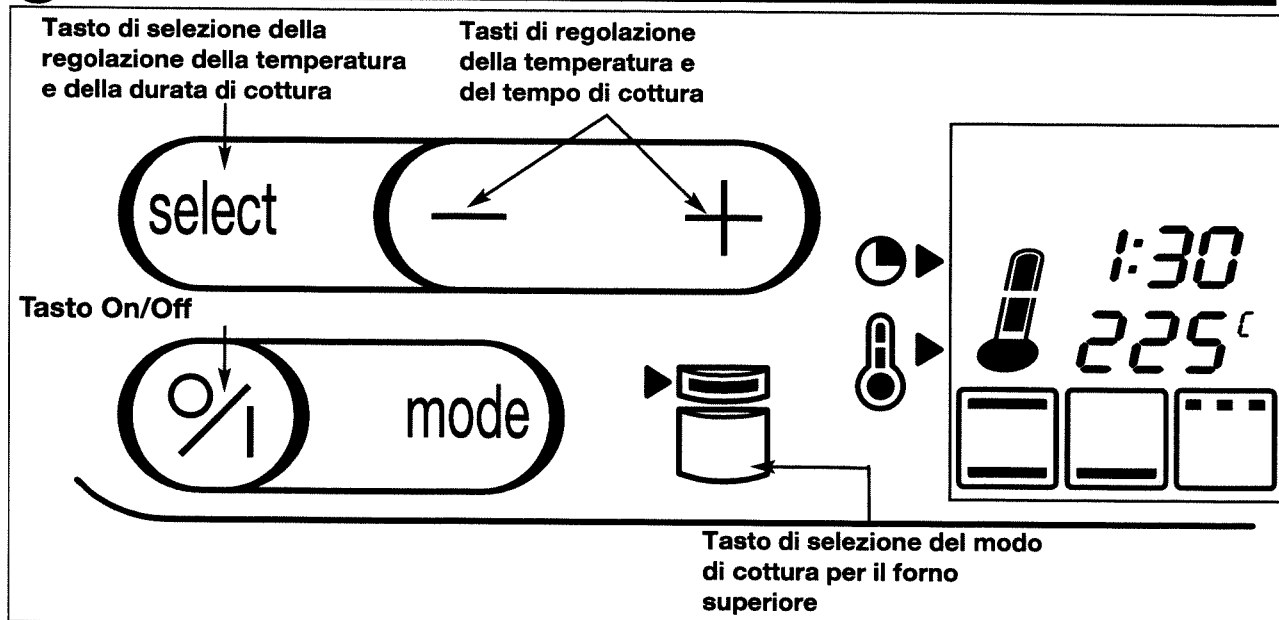 Tasto di selezione della
regolazione della temperatura
e della durata di cottura
Tasti di regolazione
della temperatura e
del tempo di cottura
select
— +
1:30
225 C
Tasto On/Off
O/I
mode
Tasto di selezione del modo
di cottura per il forno
superiore